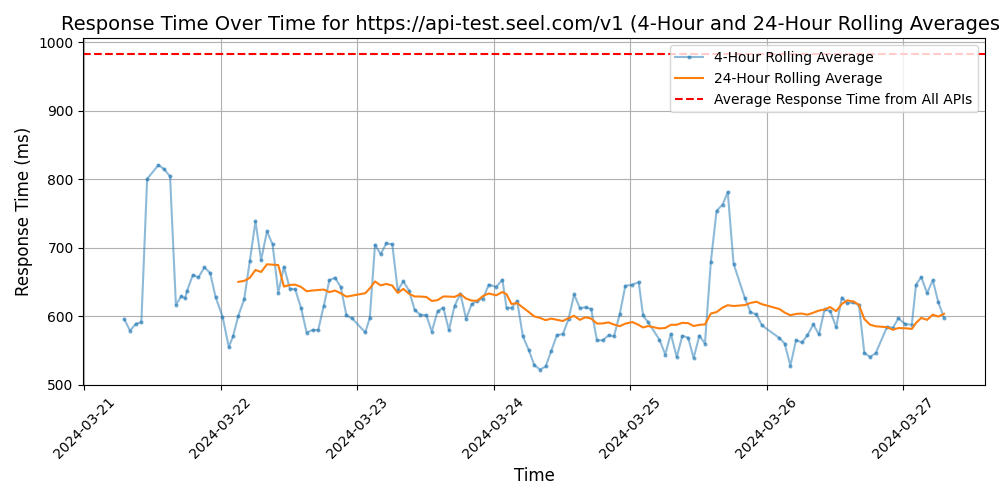 Response Time Over Time for https://api-test.seel.com/v1 (4-Hour and 24-Hour Rolling Averages
4-Hour Rolling Average
24-Hour Rolling Average
Average Response Time from All APIs
Response Time (ms)
1000
900
800
700
600
500
2024-03-21
2024-03-22
2024-03-23
2024-03-24
2024-03-25
2024-03-26
2024-03-27
Time